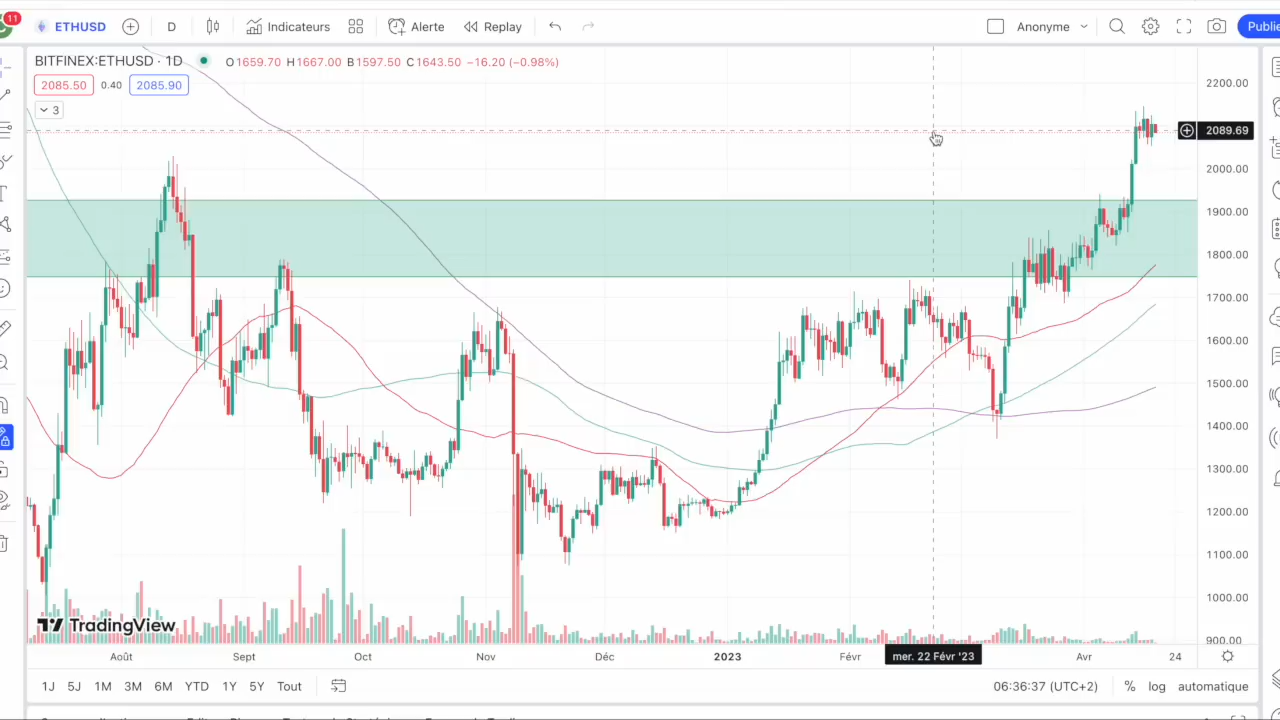 11
ETHUSD
D
Indicateurs
Alerte
Replay
Anonyme
Publie
BITFINEX:ETHUSD · 1D
O1659.70 H1667.00 B1597.50 C1643.50 −16.20 (−0.98%)
2085.50
0.40
2085.90
3
2200.00
2089.69
2000.00
1900.00
1800.00
1700.00
1600.00
1500.00
1400.00
1300.00
1200.00
1100.00
1000.00
900.00
TradingView
Août
Sept
Oct
Nov
Déc
2023
Févr
mer. 22 Févr '23
Avr
24
1J 5J 1M 3M 6M YTD 1Y 5Y Tout
06:36:37 (UTC+2)
% log automatique